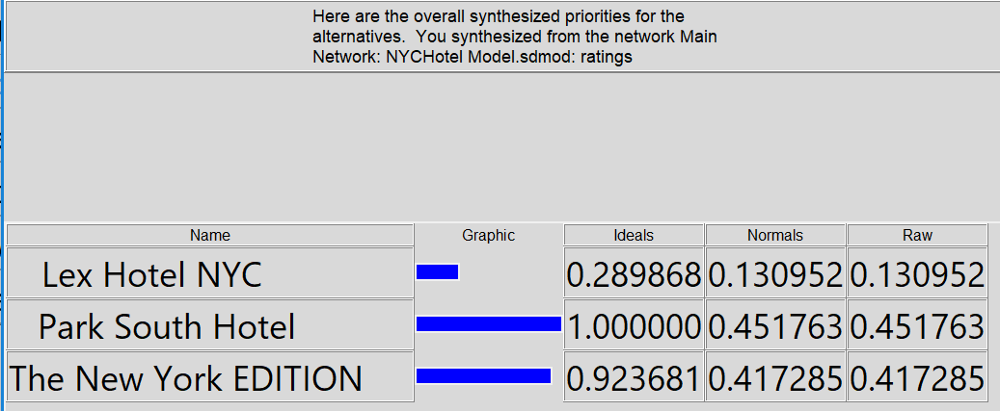 Here are the overall synthesized priorities for the
alternatives.  You synthesized from the network Main
Network: NYCHotel Model.sdmod: ratings
Name Graphic Ideals Normals Raw
Lex Hotel NYC 0.289868 0.130952 0.130952
Park South Hotel 1.000000 0.451763 0.451763
The New York EDITION 0.923681 0.417285 0.417285